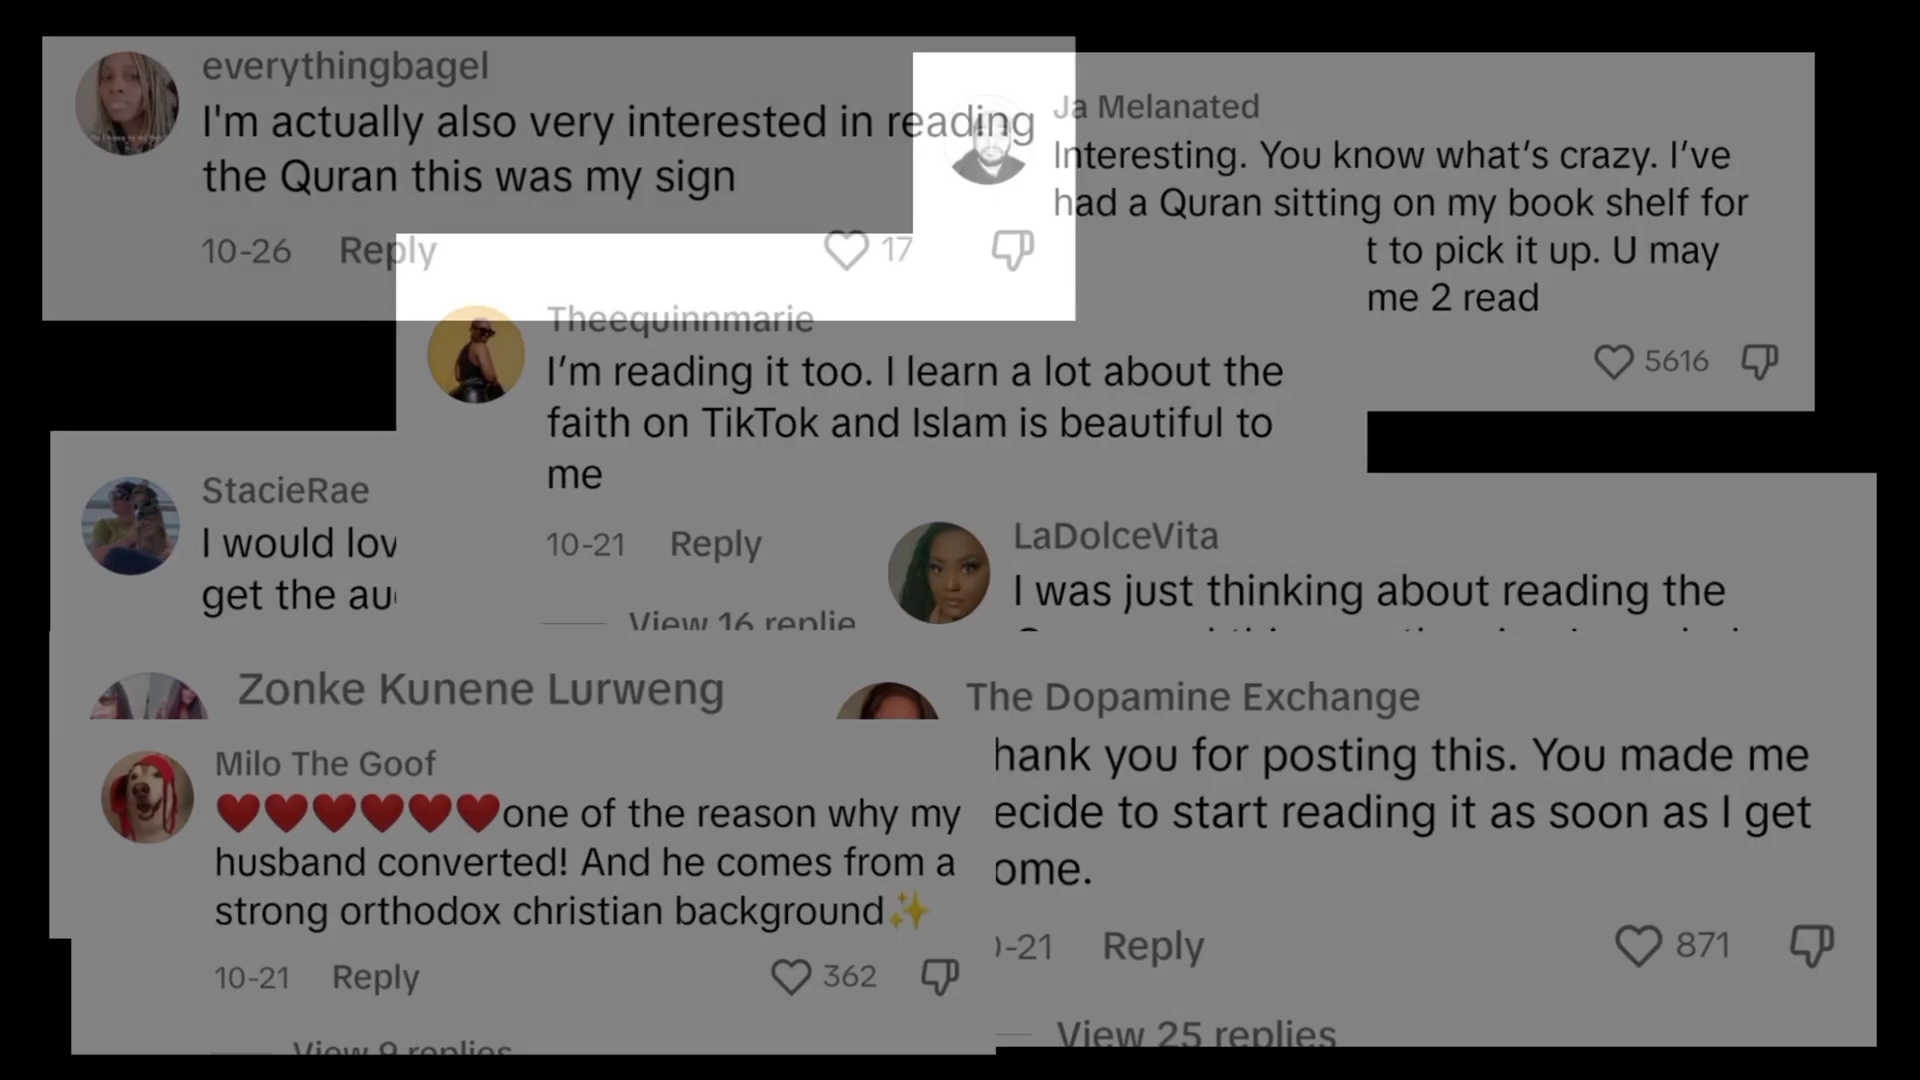 everythingbagel
I'm actually also very interested in reading
the Quran this was my sign
10-26 Reply 17
Ja Melanated
Interesting. You know what's crazy. I've
had a Quran sitting on my book shelf for
t to pick it up. U may
me 2 read
5616
Theequinnmarie
I'm reading it too. I learn a lot about the
faith on TikTok and Islam is beautiful to
me
10-21 Reply
View 16 replie
StacieRae
I would lov
get the au
LaDolceVita
I was just thinking about reading the
Zonke Kunene Lurweng
The Dopamine Exchange
hank you for posting this. You made me
ecide to start reading it as soon as I get
ome.
-21 Reply 871
View 25 replies
Milo The Goof
❤️❤️❤️❤️❤️❤️one of the reason why my
husband converted! And he comes from a
strong orthodox christian background✨
10-21 Reply 362
View 9 replies